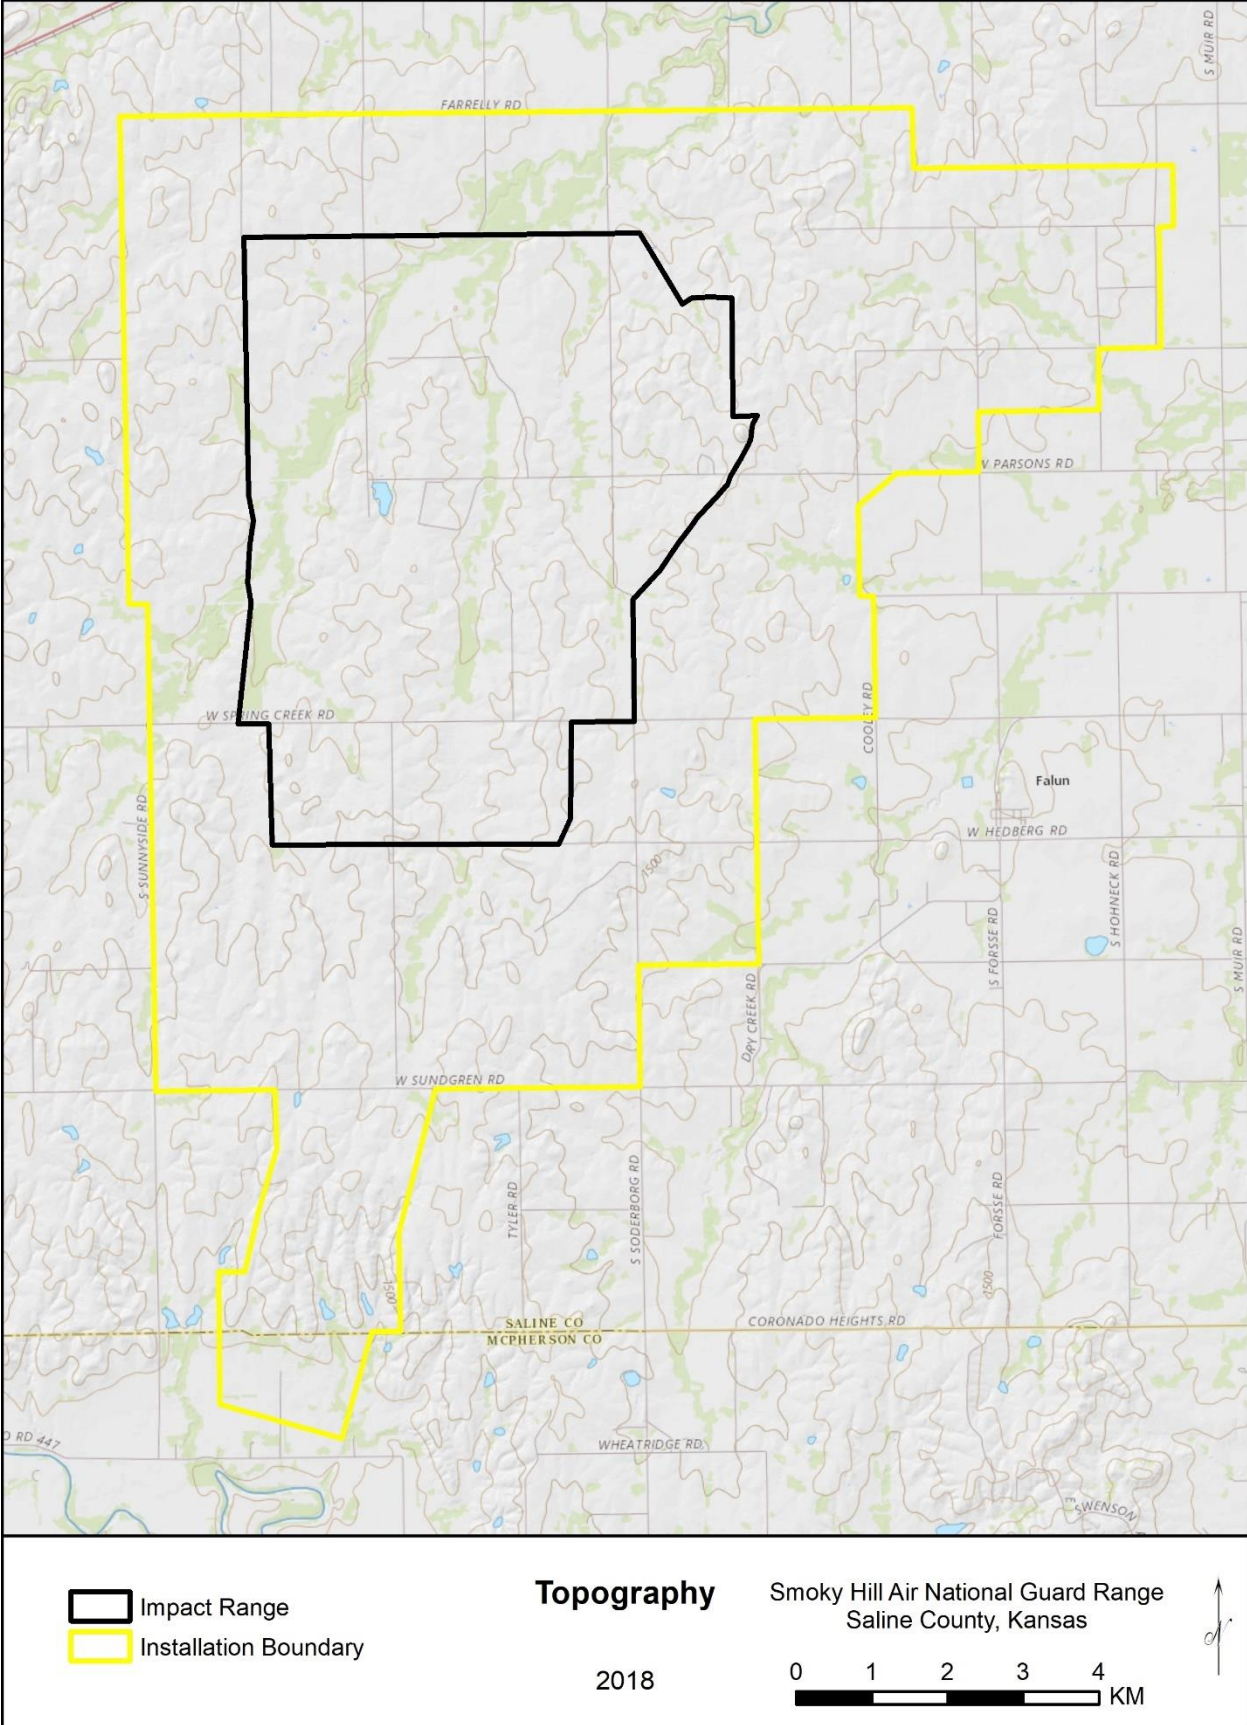 S MUIR RD
FARRELLY RD
W PARSONS RD
W SPRING CREEK RD
COOLEY RD
Falun
S SUNNYSIDE RD
W HEDBERG RD
1500
S HOHNECK RD
S FORSSE RD
S MUIR RD
DRY CREEK RD
W SUNDGREN RD
TYLER RD
S SODERBORG RD
FORSSE RD
1500
1500
SALINE CO
MCPHERSON CO
CORONADO HEIGHTS RD
RD 447
WHEATRIDGE RD
E SWENSON
Impact Range
Installation Boundary
Topography
2018
Smoky Hill Air National Guard Range
Saline County, Kansas
0 1 2 3 4
KM
N